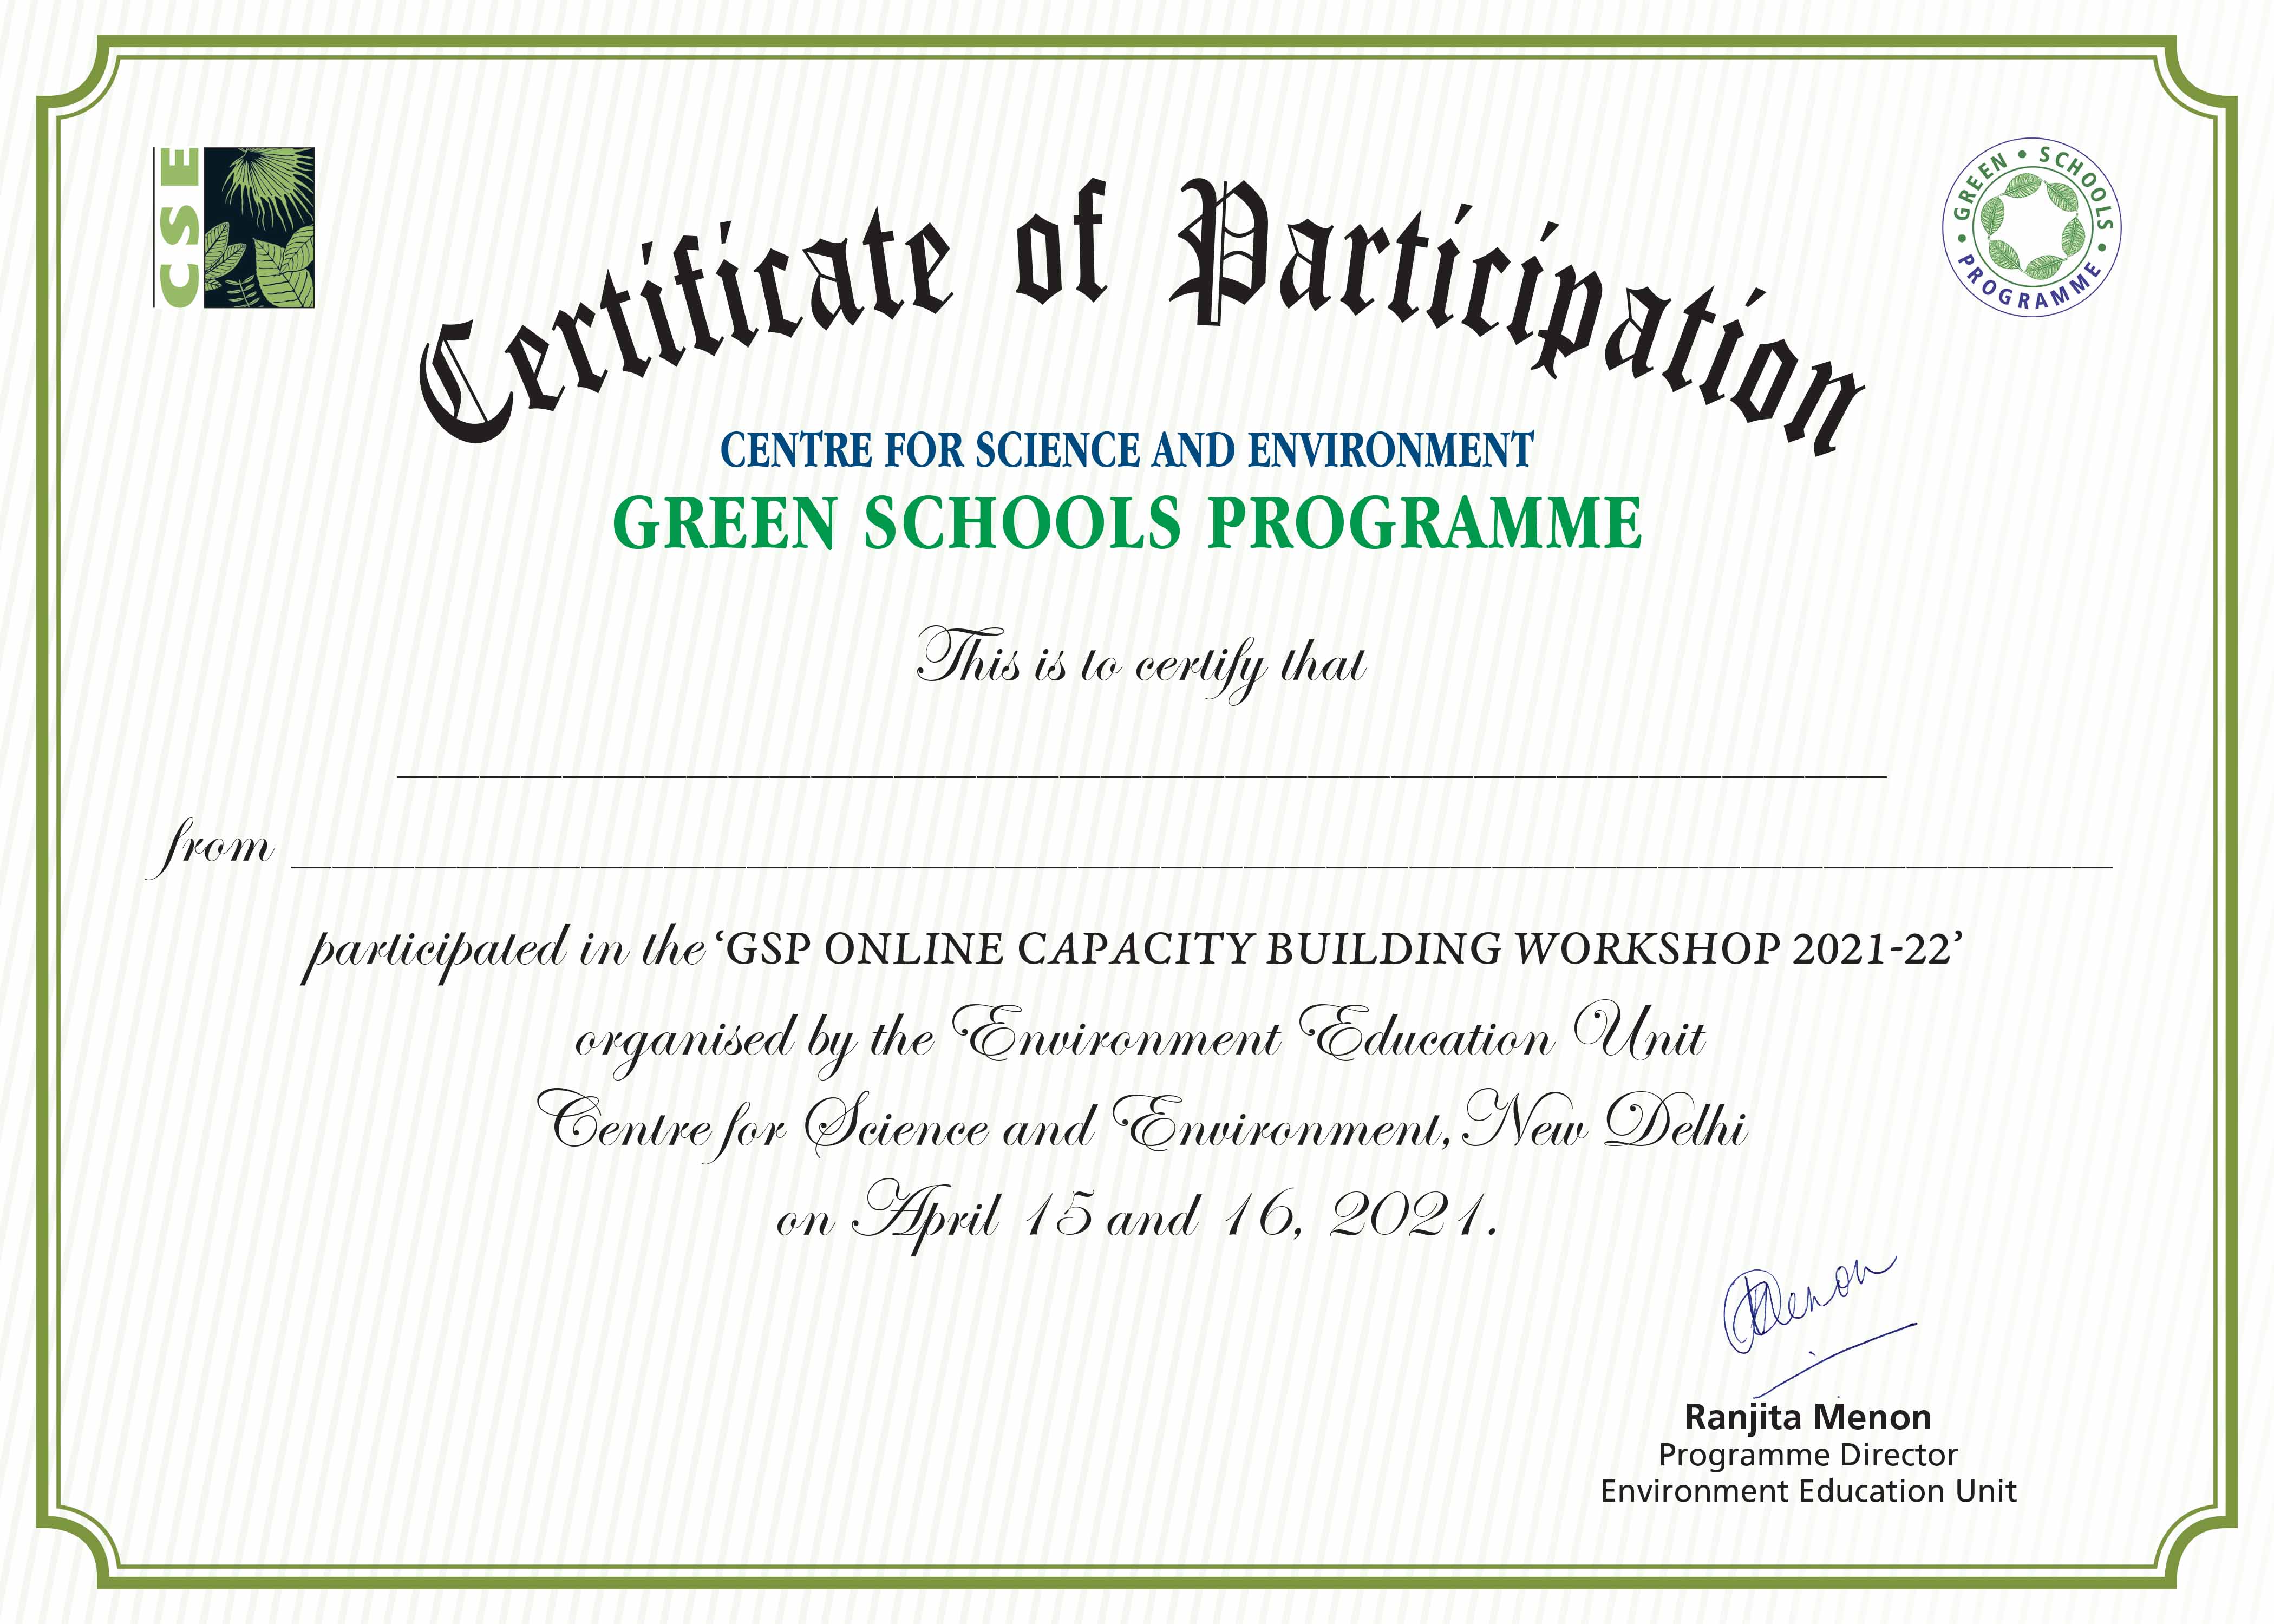 CSE
GREEN • SCHOOLS • PROGRAMME •
Certificate of Participation
CENTRE FOR SCIENCE AND ENVIRONMENT
GREEN SCHOOLS PROGRAMME
This is to certify that
from
participated in the ‘GSP ONLINE CAPACITY BUILDING WORKSHOP 2021-22’
organised by the Environment Education Unit
Centre for Science and Environment, New Delhi
on April 15 and 16, 2021.
RMenon
Ranjita Menon
Programme Director
Environment Education Unit